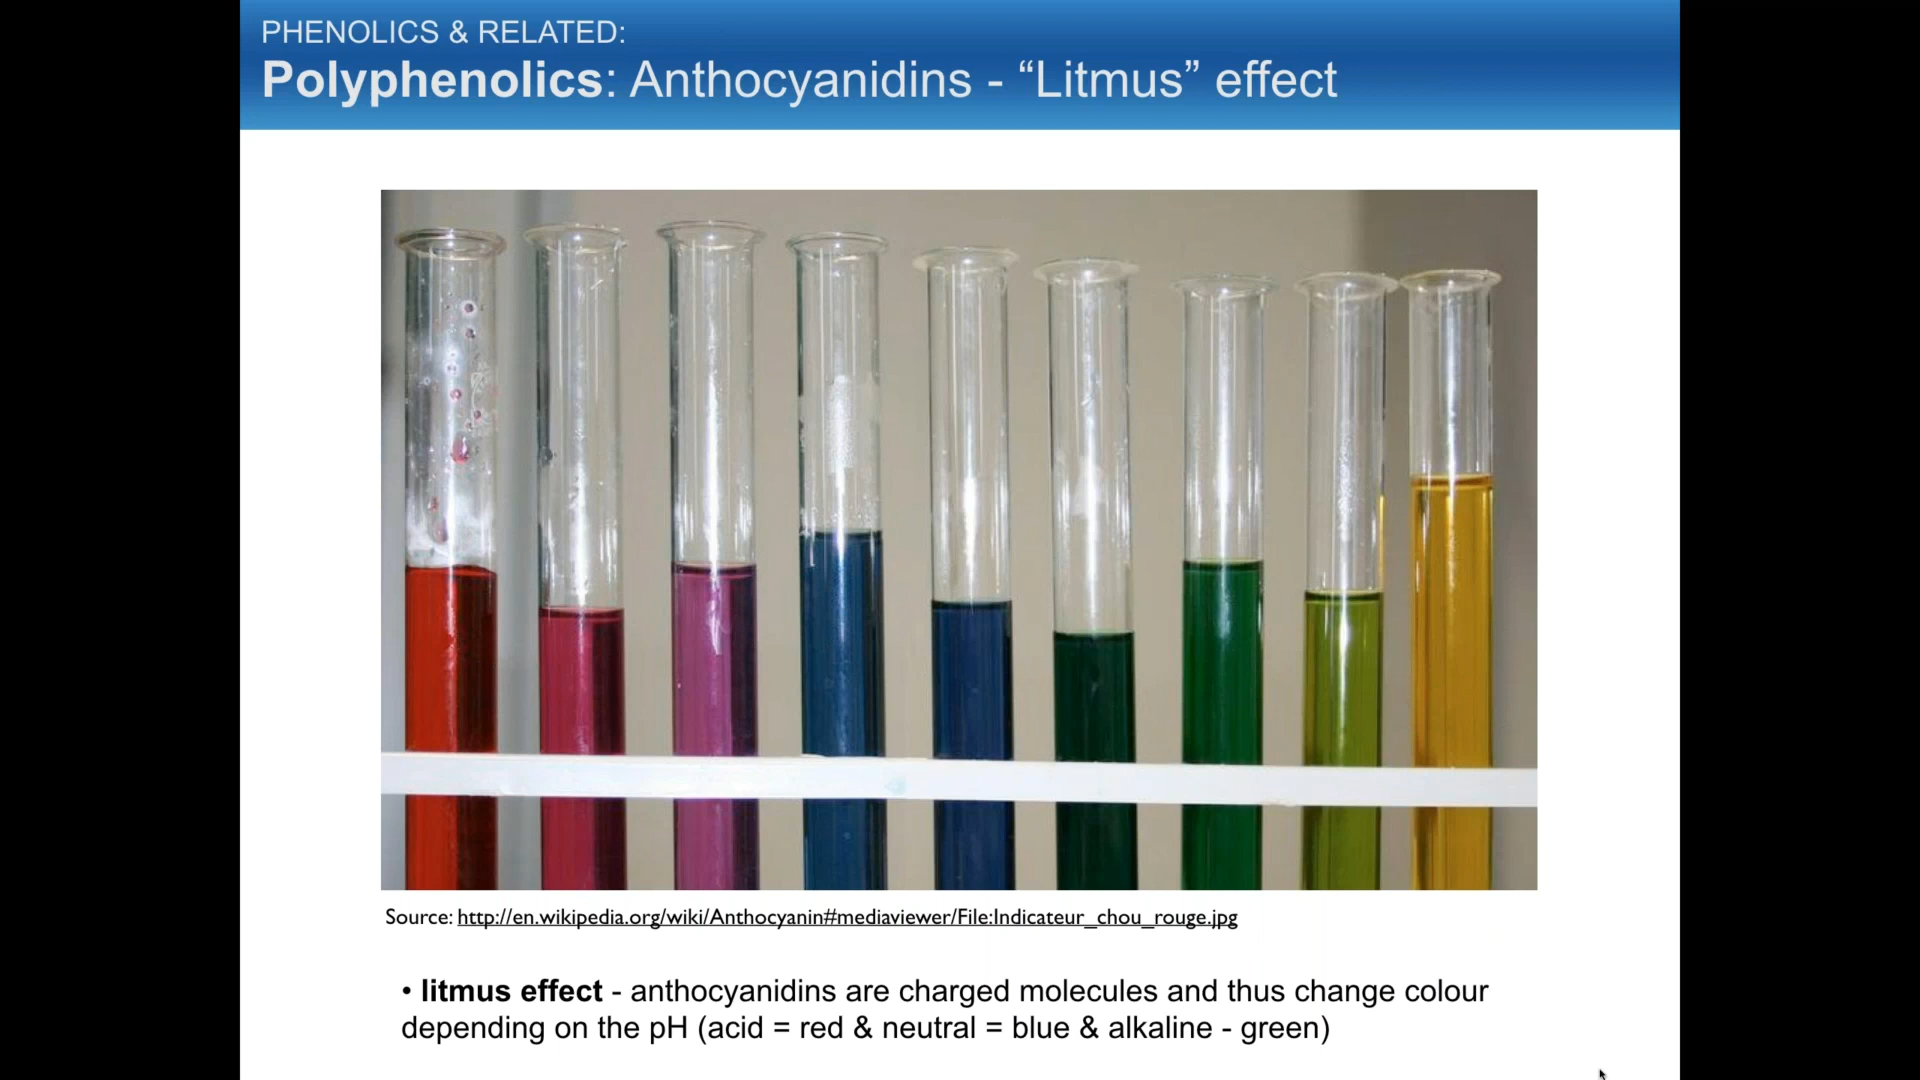 PHENOLICS & RELATED:
Polyphenolics: Anthocyanidins - “Litmus” effect
Source: http://en.wikipedia.org/wiki/Anthocyanin#mediaviewer/File:Indicateur_chou_rouge.jpg
• litmus effect - anthocyanidins are charged molecules and thus change colour
depending on the pH (acid = red & neutral = blue & alkaline - green)